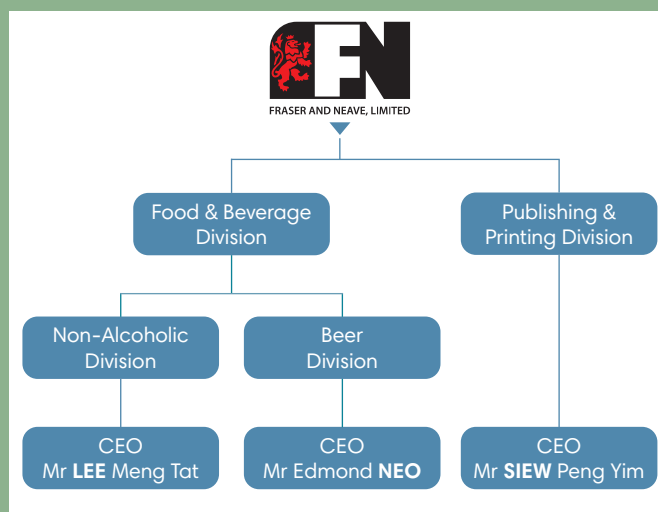 FN
FRASER AND NEAVE, LIMITED
Food & Beverage
Division
Publishing &
Printing Division
Non-Alcoholic
Division
Beer
Division
CEO
Mr LEE Meng Tat
CEO
Mr Edmond NEO
CEO
Mr SIEW Peng Yim